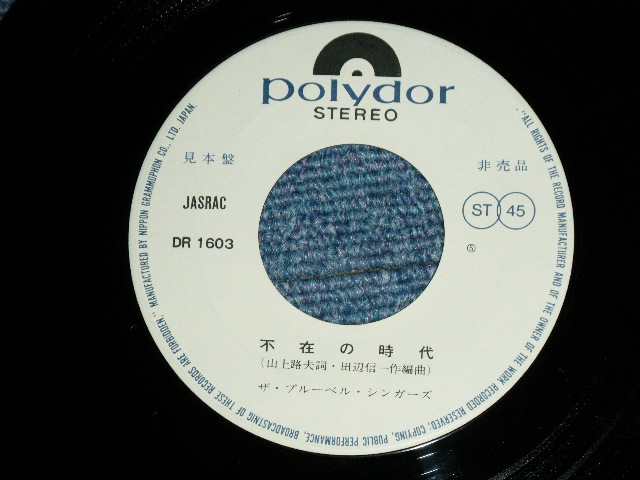 polydor
STEREO
見本盤
非売品
JASRAC
ST 45
DR 1603
Ⓢ
不在の時代
(山上路夫詞・田辺信一作編曲)
ザ・ブルーベル・シンガーズ
"ALL RIGHTS OF THE RECORD MANUFACTURER AND OF THE OWNER OF THE WORK RECORDED RESERVED. COPYING, PUBLIC PERFORMANCE, BROADCASTNIG OF THESE RECORDS ARE FORBIDDEN." MANUFACTURED BY NIPPON GRAMMOPHON CO., LTD. JAPAN.